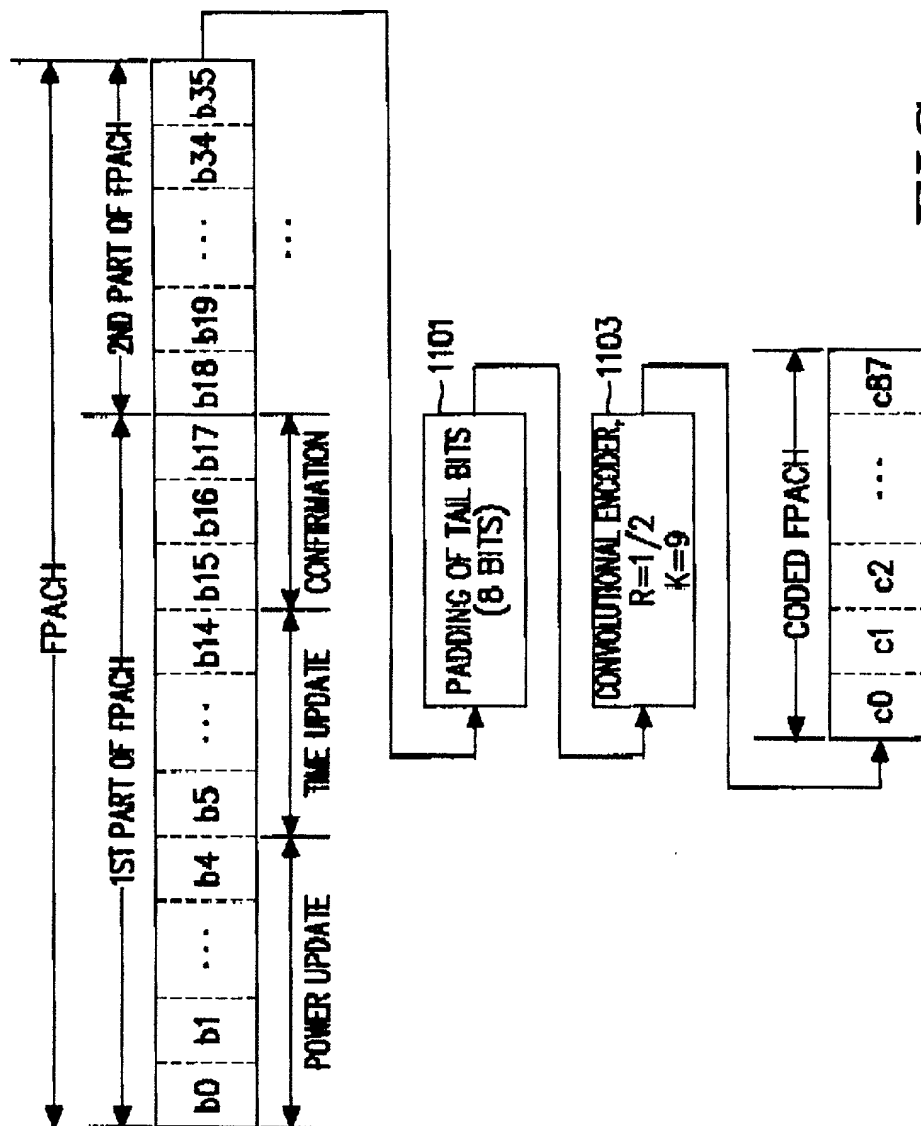 FPACH
1ST PART OF FPACH 2ND PART OF FPACH
b0 b1 ... b4 b5 ... b14 b15 b16 b17 b18 b19 ... b34 b35
POWER UPDATE TIME UPDATE CONFIRMATION ...
1101
PADDING OF TAIL BITS
(8 BITS)
1103
CONVOLUTIONAL ENCODER,
R=1/2
K=9
CODED FPACH
c0 c1 c2 ... c87